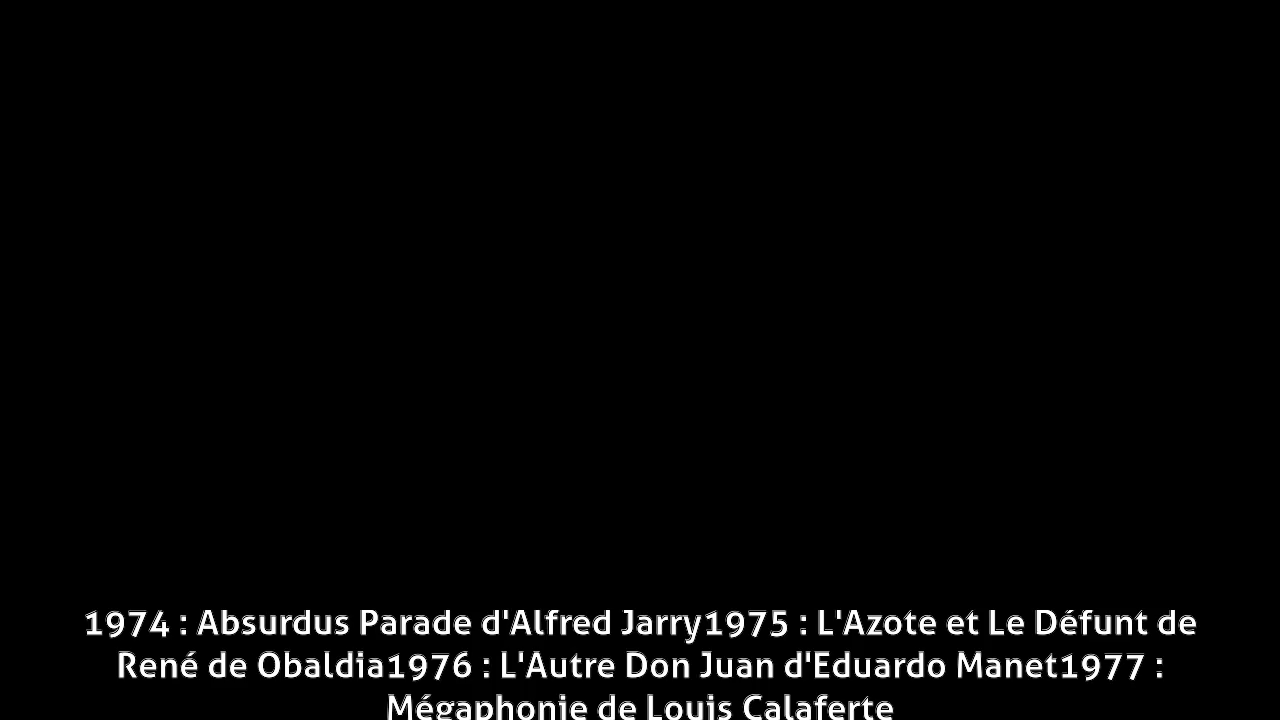 1974 : Absurdus Parade d'Alfred Jarry1975 : L'Azote et Le Défunt de
René de Obaldia1976 : L'Autre Don Juan d'Eduardo Manet1977 :
Mégaphonie de Louis Calaferte